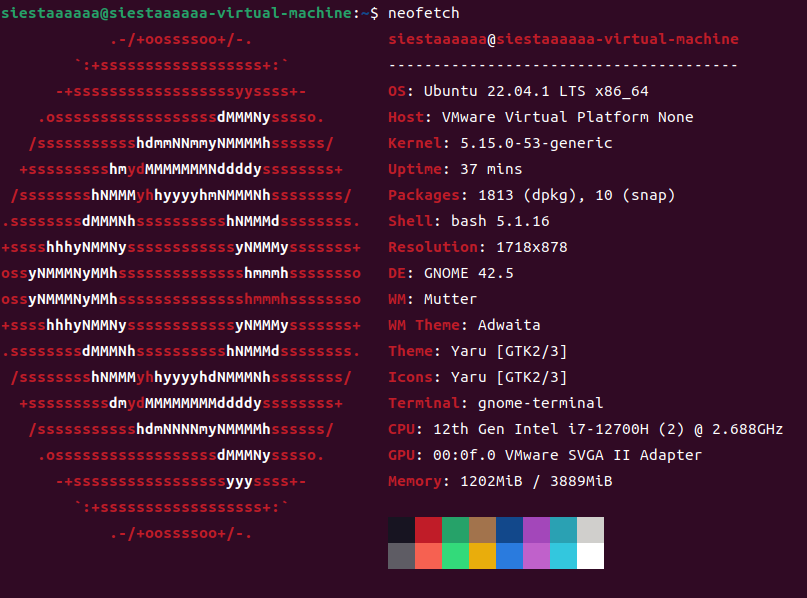 siestaaaaaa@siestaaaaaa-virtual-machine:~$ neofetch
            .-/+oossssoo+/-.               siestaaaaaa@siestaaaaaa-virtual-machine
        `:+ssssssssssssssssss+:`           ---------------------------------------
      -+ssssssssssssssssssyyssss+-         OS: Ubuntu 22.04.1 LTS x86_64
    .ossssssssssssssssssdMMMNysssso.       Host: VMware Virtual Platform None
   /ssssssssssshdmmNNmmyNMMMMhssssss/      Kernel: 5.15.0-53-generic
  +ssssssssshmydMMMMMMMNddddyssssssss+     Uptime: 37 mins
 /sssssssshNMMMyhhyyyyhmNMMMNhssssssss/    Packages: 1813 (dpkg), 10 (snap)
.ssssssssdMMMNhsssssssssshNMMMdssssssss.   Shell: bash 5.1.16
+sssshhhyNMMNyssssssssssssyNMMMysssssss+   Resolution: 1718x878
ossyNMMMNyMMhsssssssssssssshmmmhssssssso   DE: GNOME 42.5
ossyNMMMNyMMhsssssssssssssshmmmhssssssso   WM: Mutter
+sssshhhyNMMNyssssssssssssyNMMMysssssss+   WM Theme: Adwaita
.ssssssssdMMMNhsssssssssshNMMMdssssssss.   Theme: Yaru [GTK2/3]
 /sssssssshNMMMyhhyyyyhdNMMMNhssssssss/    Icons: Yaru [GTK2/3]
  +sssssssssdmydMMMMMMMMddddyssssssss+     Terminal: gnome-terminal
   /ssssssssssshdmNNNNmyNMMMMhssssss/      CPU: 12th Gen Intel i7-12700H (2) @ 2.688GHz
    .ossssssssssssssssssdMMMNysssso.       GPU: 00:0f.0 VMware SVGA II Adapter
      -+sssssssssssssssssyyyssss+-         Memory: 1202MiB / 3889MiB
        `:+ssssssssssssssssss+:`
            .-/+oossssoo+/-.